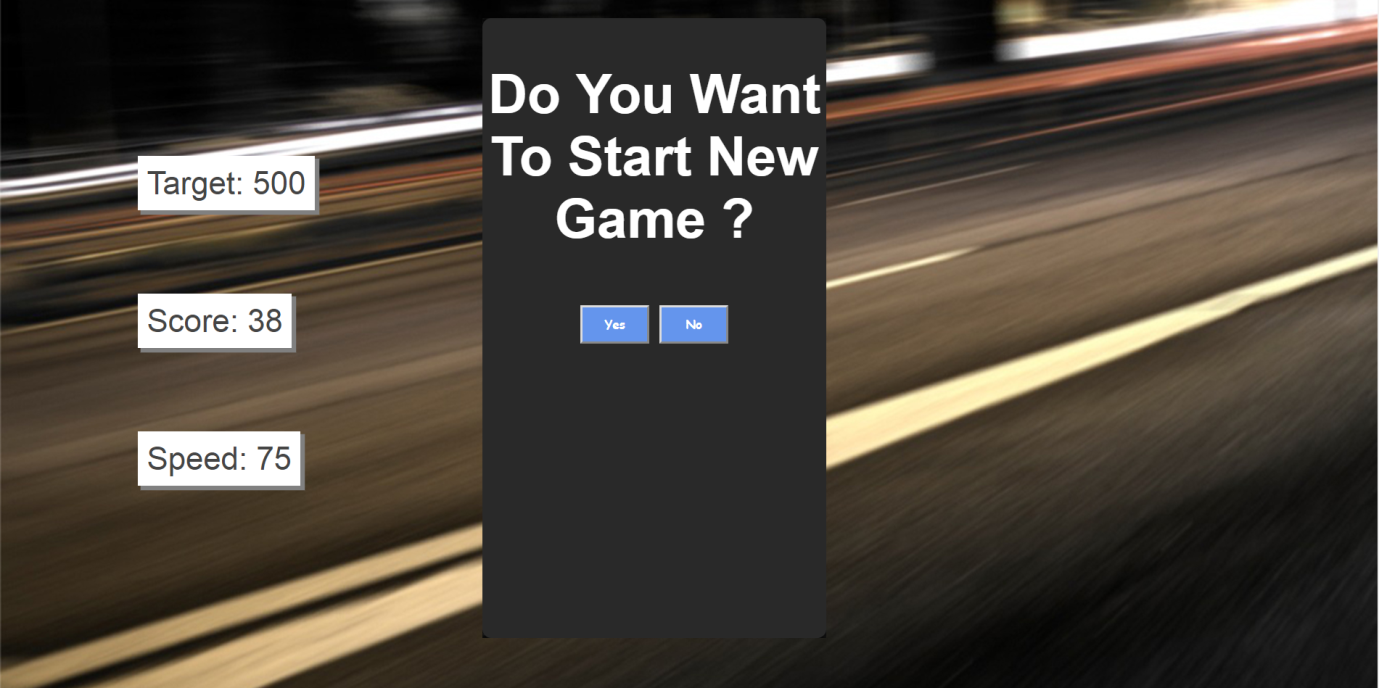 Do You Want
To Start New
Game ?
Target: 500
Score: 38
Speed: 75
Yes No